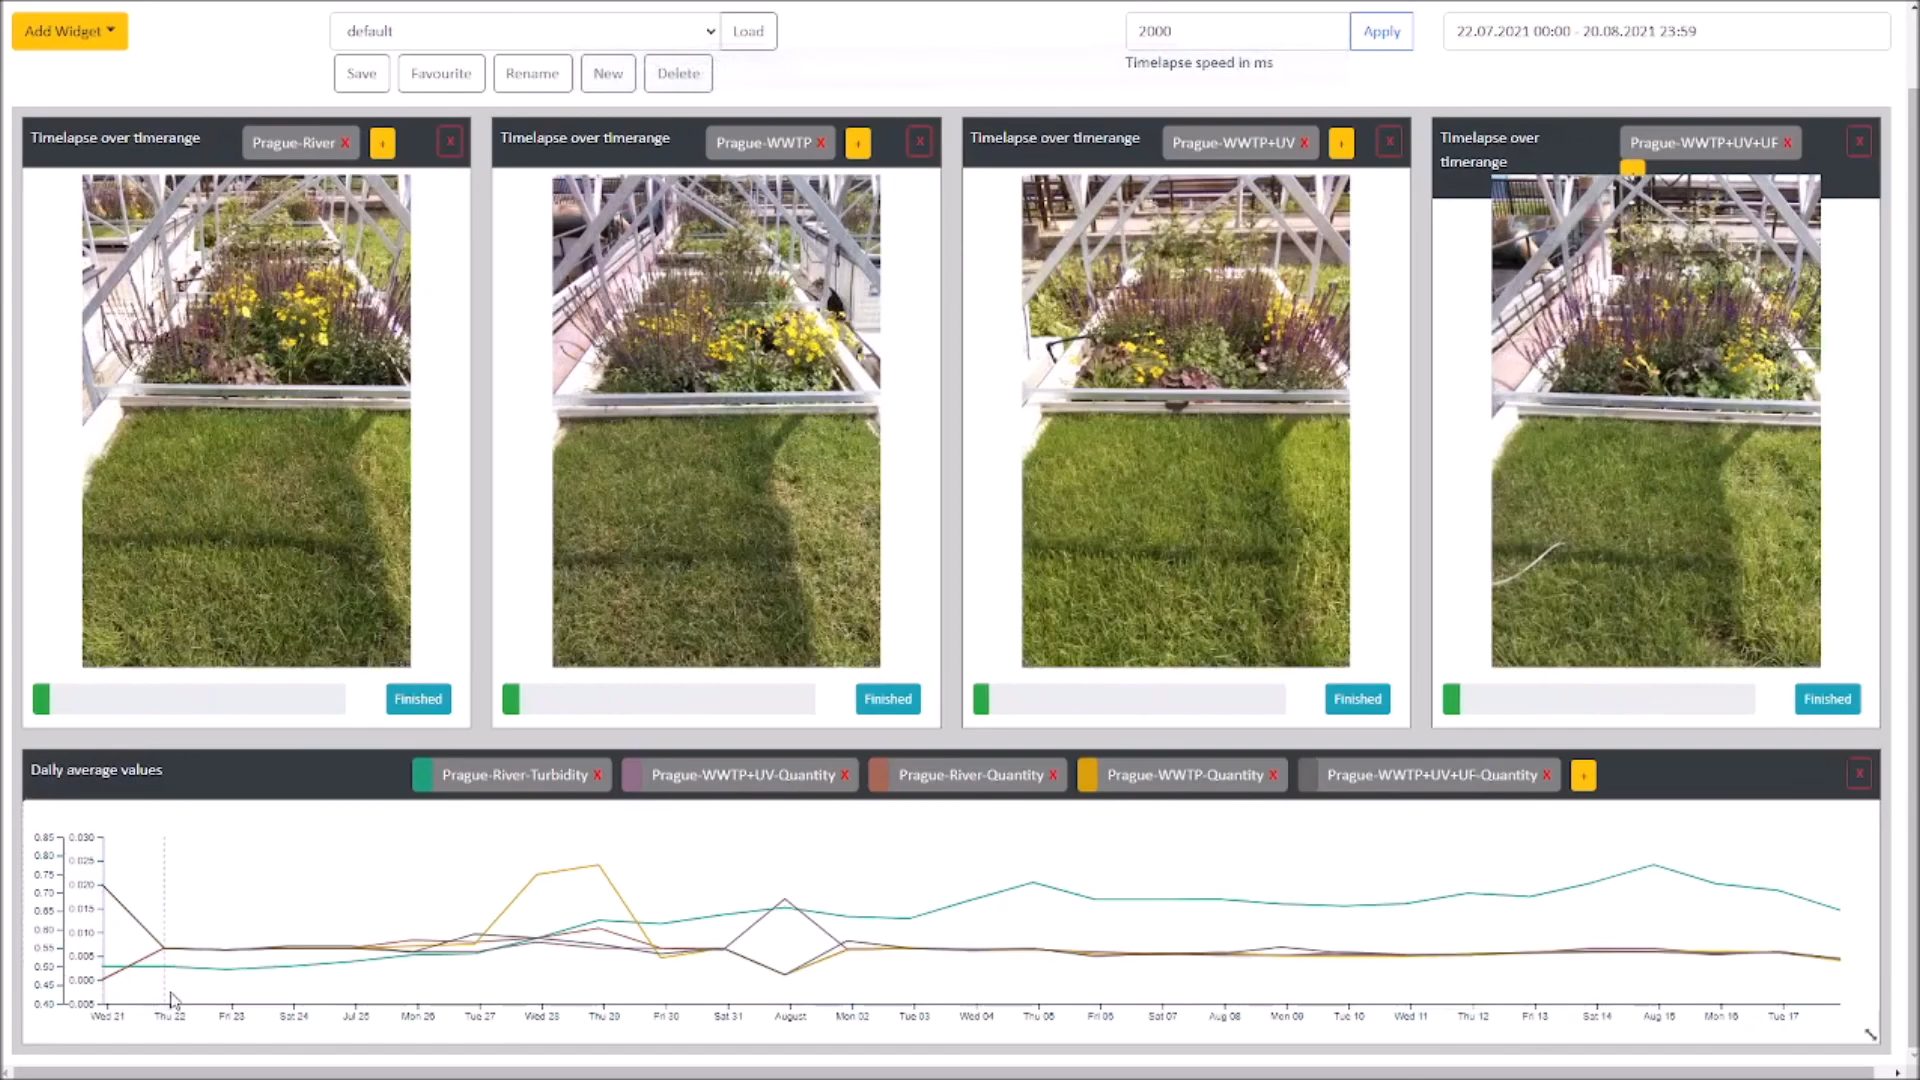 Add Widget
default
Load
2000
Apply
22.07.2021 00:00 - 20.08.2021 23:59
Timelapse speed in ms
Save
Favourite
Rename
New
Delete
Timelapse over timerange
Prague-River X
+
X
Timelapse over timerange
Prague-WWTP X
+
X
Timelapse over timerange
Prague-WWTP+UV X
+
X
Timelapse over
timerange
Prague-WWTP+UV+UF X
X
Finished
Finished
Finished
Finished
Daily average values
Prague-River-Turbidity X
Prague-WWTP+UV-Quantity X
Prague-River-Quantity X
Prague-WWTP-Quantity X
Prague-WWTP+UV+UF-Quantity X
+
X
0.85
0.80
0.75
0.70
0.65
0.60
0.55
0.50
0.45
0.40
0.030
0.025
0.020
0.015
0.010
0.005
0.000
-0.005
Wed 21
Thu 22
Fri 23
Sat 24
Jul 25
Mon 26
Tue 27
Wed 28
Thu 29
Fri 30
Sat 31
August
Mon 02
Tue 03
Wed 04
Thu 05
Fri 06
Sat 07
Aug 08
Mon 09
Tue 10
Wed 11
Thu 12
Fri 13
Sat 14
Aug 15
Mon 16
Tue 17